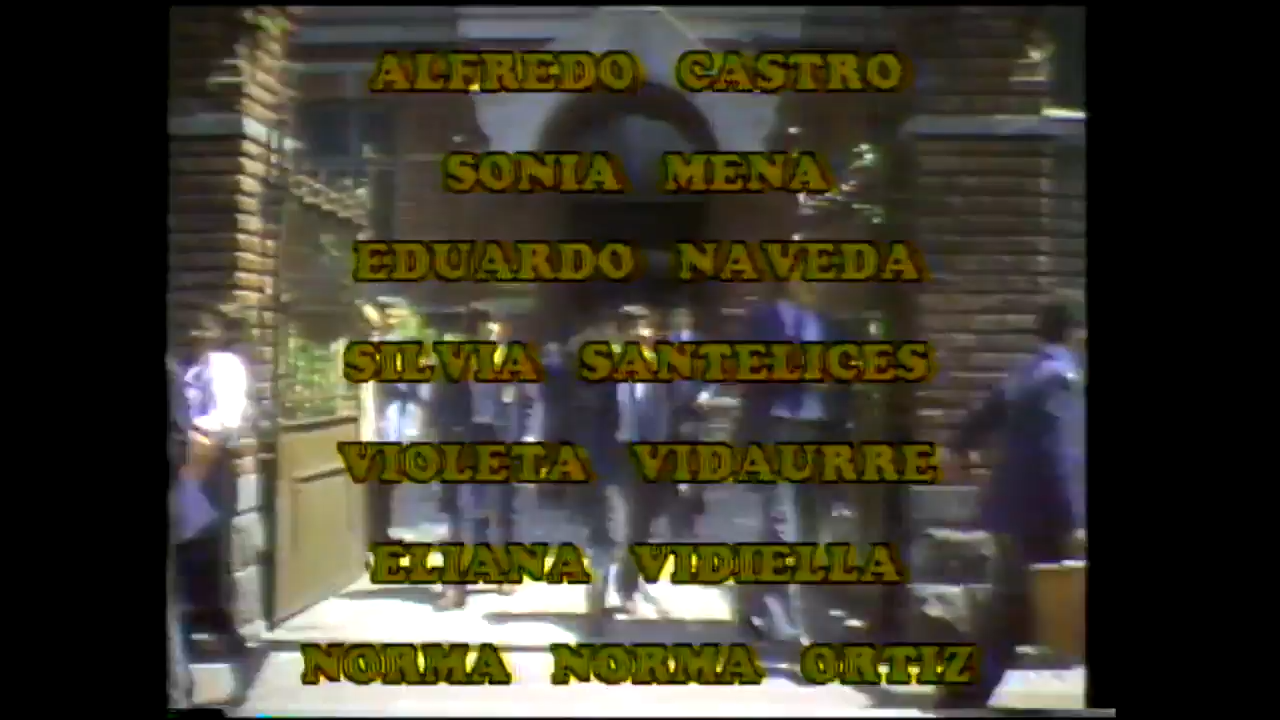 ALFREDO CASTRO
SONIA MENA
EDUARDO NAVEDA
SILVIA SANTELICES
VIOLETA VIDAURRE
ELIANA VIDIELLA
NORMA NORMA ORTIZ